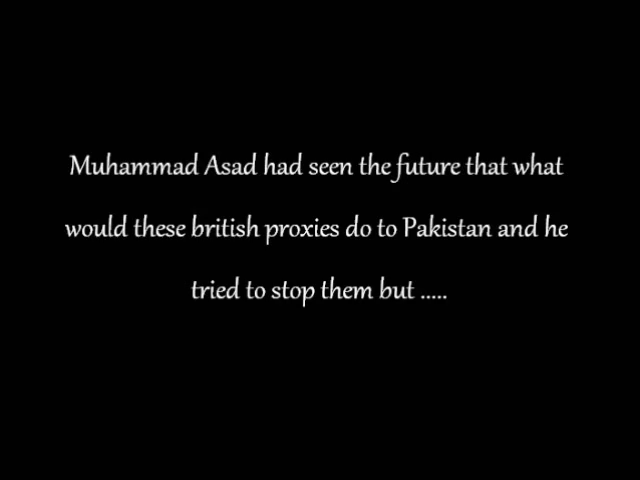 Muhammad Asad had seen the future that what
would these british proxies do to Pakistan and he
tried to stop them but .....